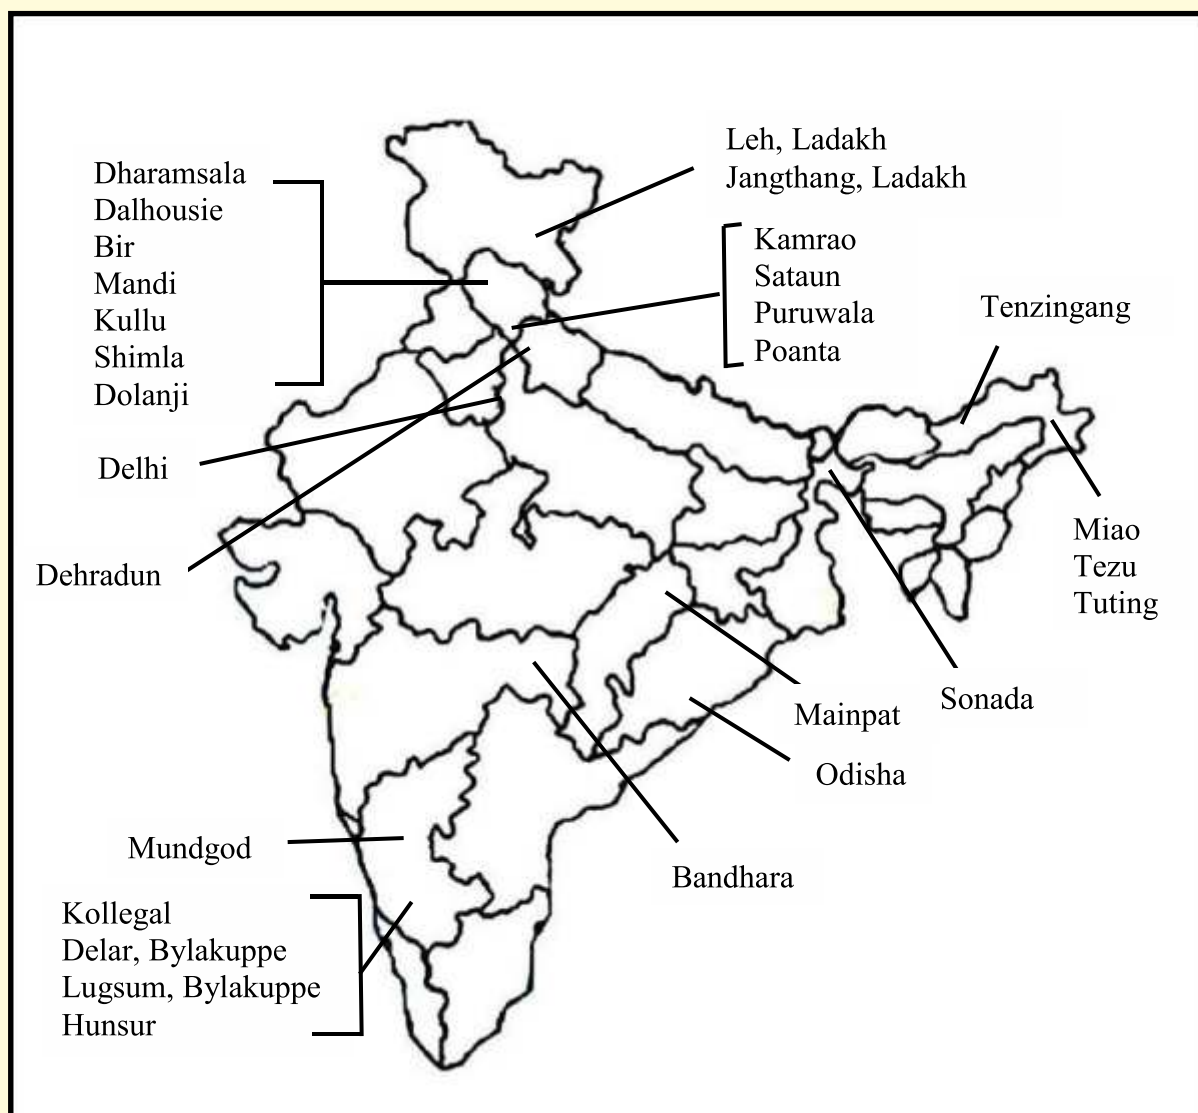 Leh, Ladakh
Jangthang, Ladakh
Dharamsala
Dalhousie
Bir
Mandi
Kullu
Shimla
Dolanji
Kamrao
Sataun
Puruwala
Poanta
Tenzingang
Delhi
Dehradun
Miao
Tezu
Tuting
Sonada
Mainpat
Odisha
Mundgod
Bandhara
Kollegal
Delar, Bylakuppe
Lugsum, Bylakuppe
Hunsur